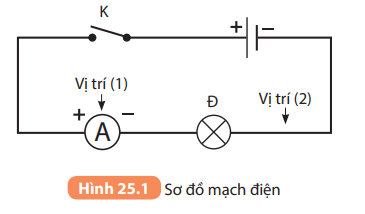 K
+ −
Vị trí (1)
Đ
Vị trí (2)
+ A −
Hình 25.1 Sơ đồ mạch điện